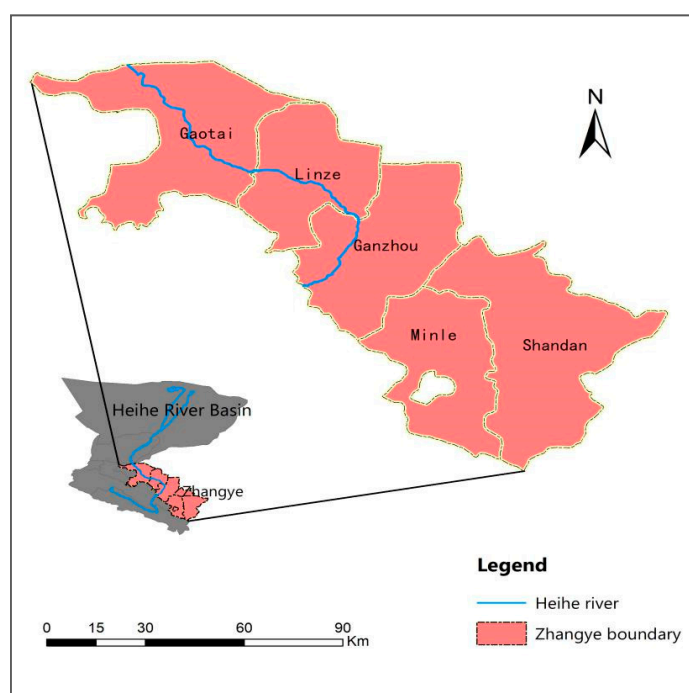 N
Gaotai
Linze
Ganzhou
Minle
Shandan
Heihe River Basin
Zhangye
Legend
Heihe river
Zhangye boundary
0 15 30 60 90
Km